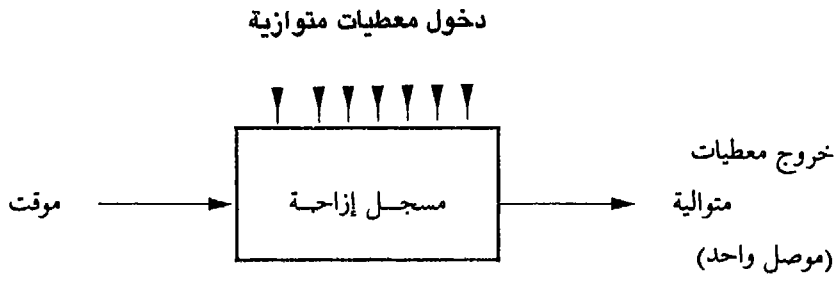 دخول معطيات متوازية
خروج معطيات
متوالية
(موصل واحد)
مسجل إزاحة
موقت